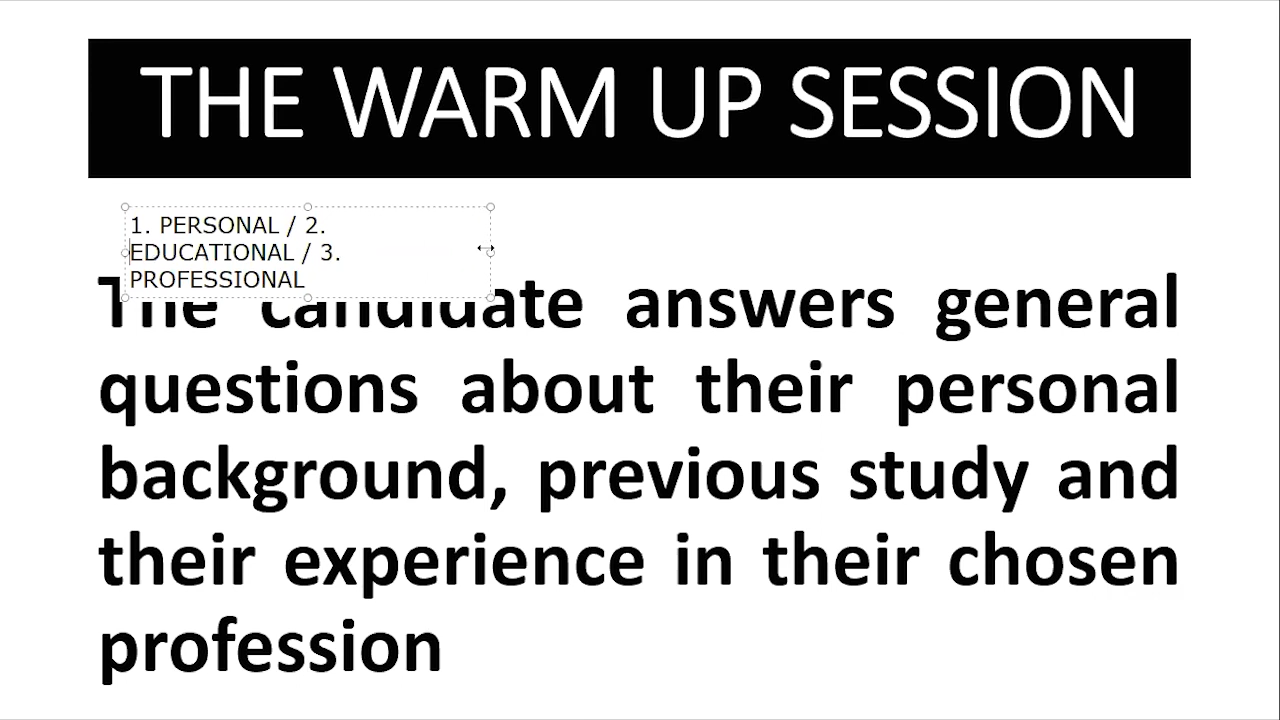 THE WARM UP SESSION
1. PERSONAL / 2.
EDUCATIONAL / 3.
PROFESSIONAL
The candidate answers general
questions about their personal
background, previous study and
their experience in their chosen
profession